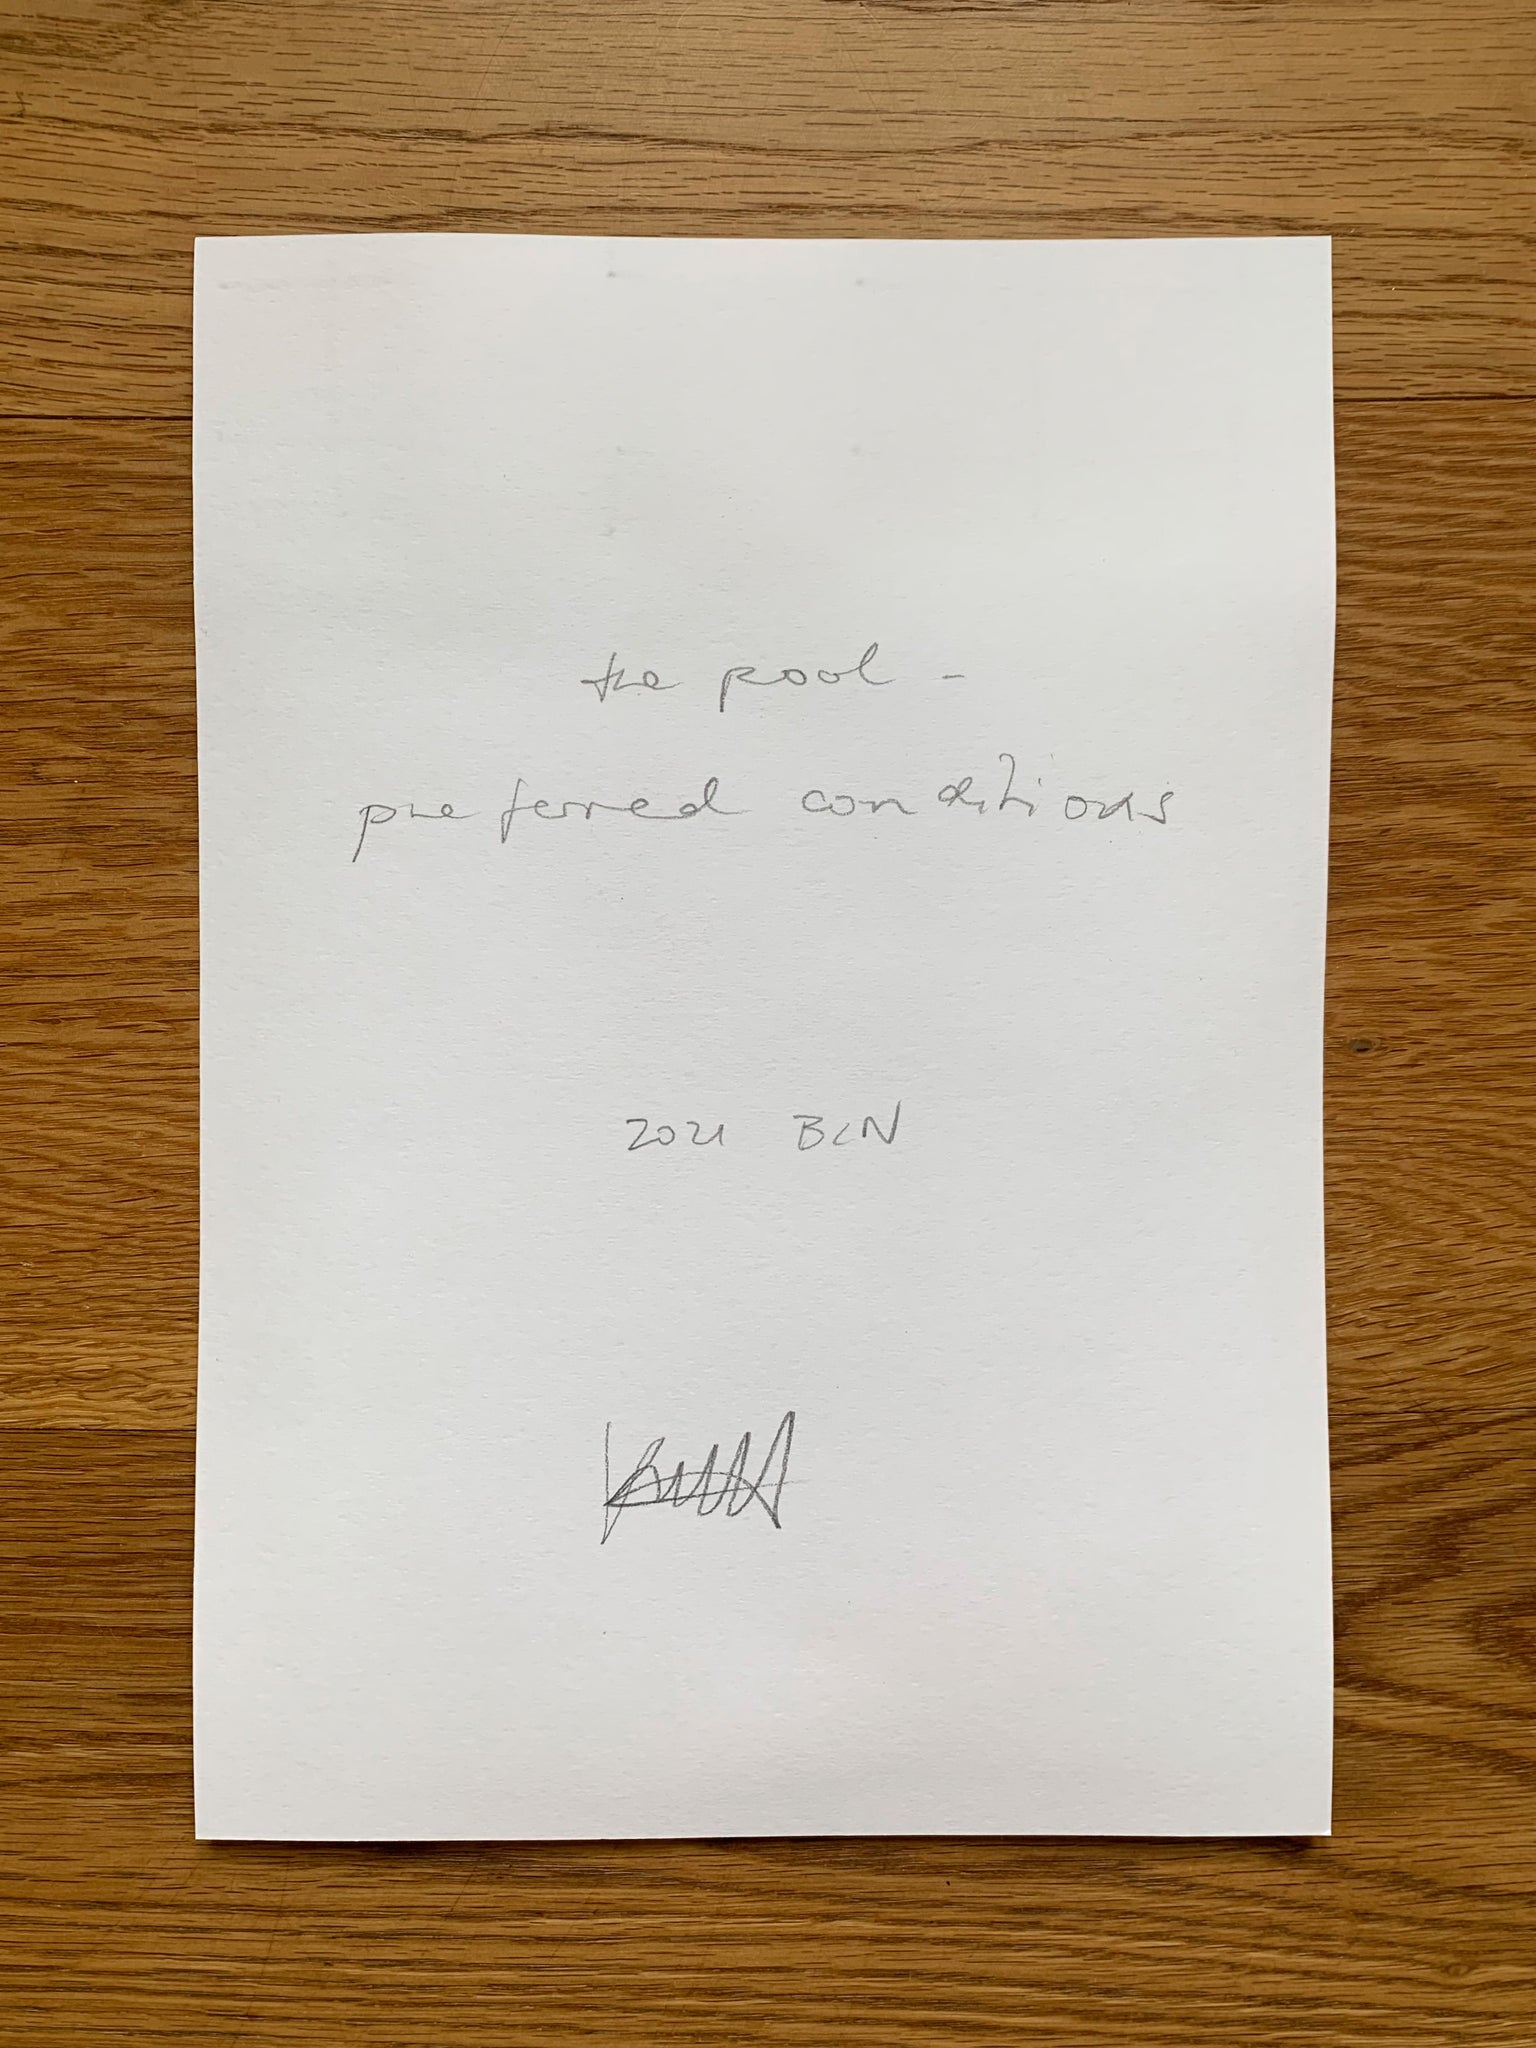 the pool -
preferred conditions
2021 BCN